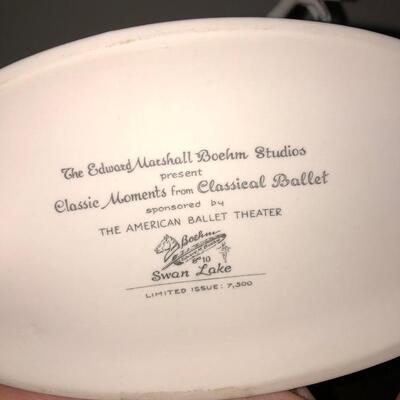 The Edward Marshall Boehm Studios
present
Classic Moments from Classical Ballet
sponsored by
THE AMERICAN BALLET THEATER
Boehm
Swan Lake
LIMITED ISSUE: 7,500